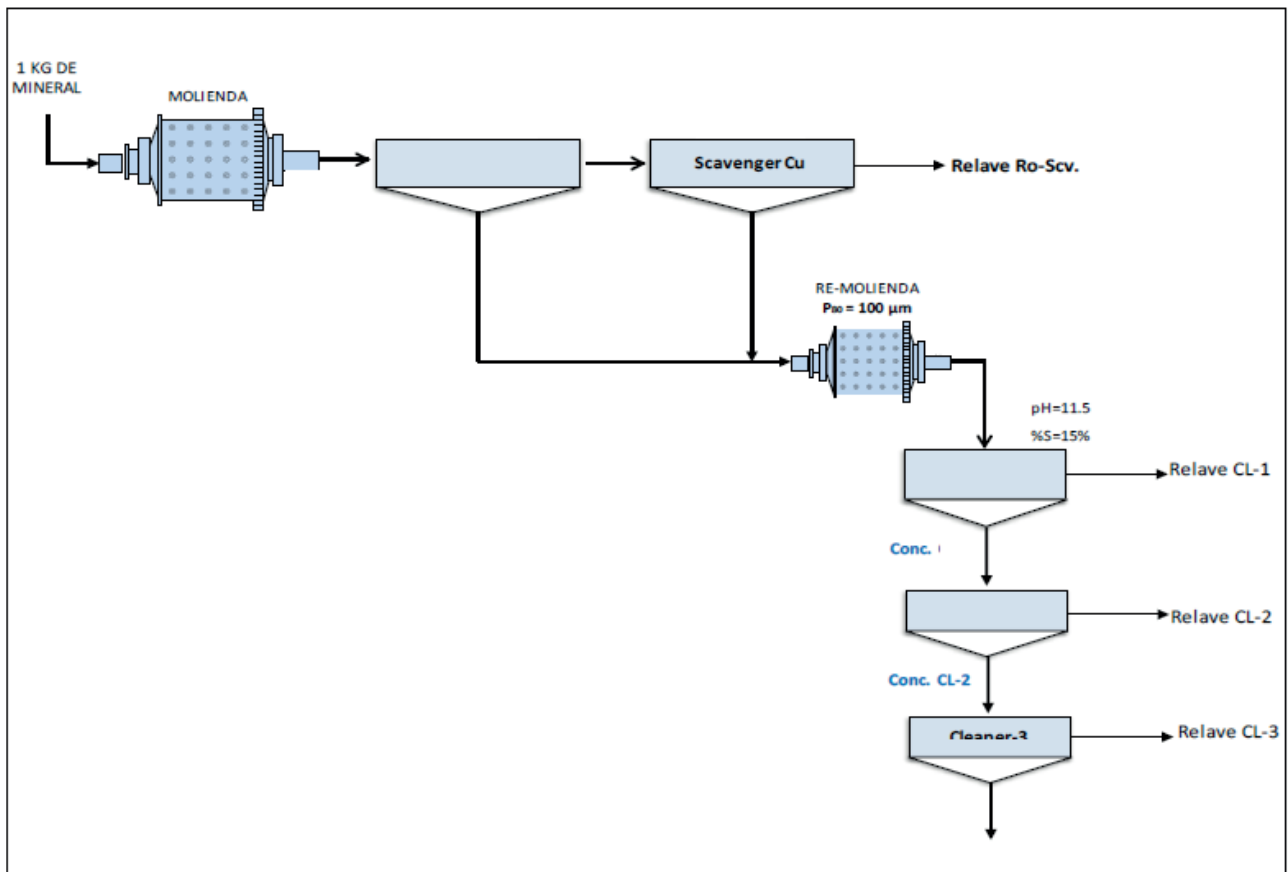 1 KG DE
MINERAL
MOLIENDA
Scavenger Cu
Relave Ro-Scv.
RE-MOLIENDA
P80 = 100 µm
pH=11.5
%S=15%
Relave CL-1
Conc.
Relave CL-2
Conc. CL-2
Cleaner-3
Relave CL-3